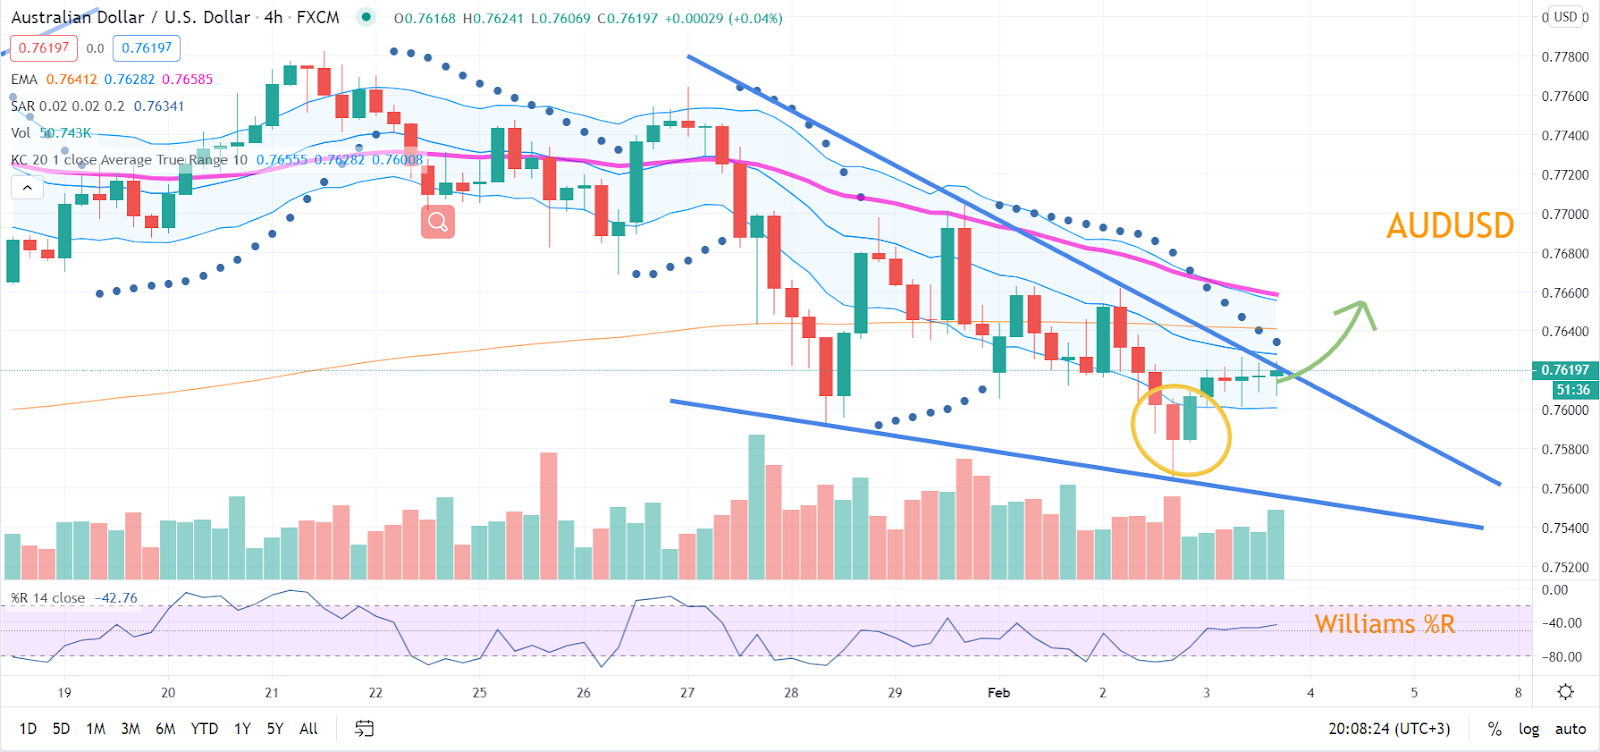 Australian Dollar / U.S. Dollar · 4h · FXCM O0.76168 H0.76241 L0.76069 C0.76197 +0.00029 (+0.04%)
USD
0.76197 0.0 0.76197
EMA 0.76412 0.76282 0.76585
SAR 0.02 0.02 0.2 0.76341
Vol 50.743K
KC 20 1 close Average True Range 10 0.76555 0.76282 0.76008
AUDUSD
0.77800
0.77600
0.77400
0.77200
0.77000
0.76800
0.76600
0.76400
0.76197
51:36
0.76000
0.75800
0.75600
0.75400
0.75200
%R 14 close −42.76
Williams %R
0.00
−40.00
−80.00
19 20 21 22 25 26 27 28 29 Feb 2 3 4 5 8
1D 5D 1M 3M 6M YTD 1Y 5Y All 20:08:24 (UTC+3) % log auto